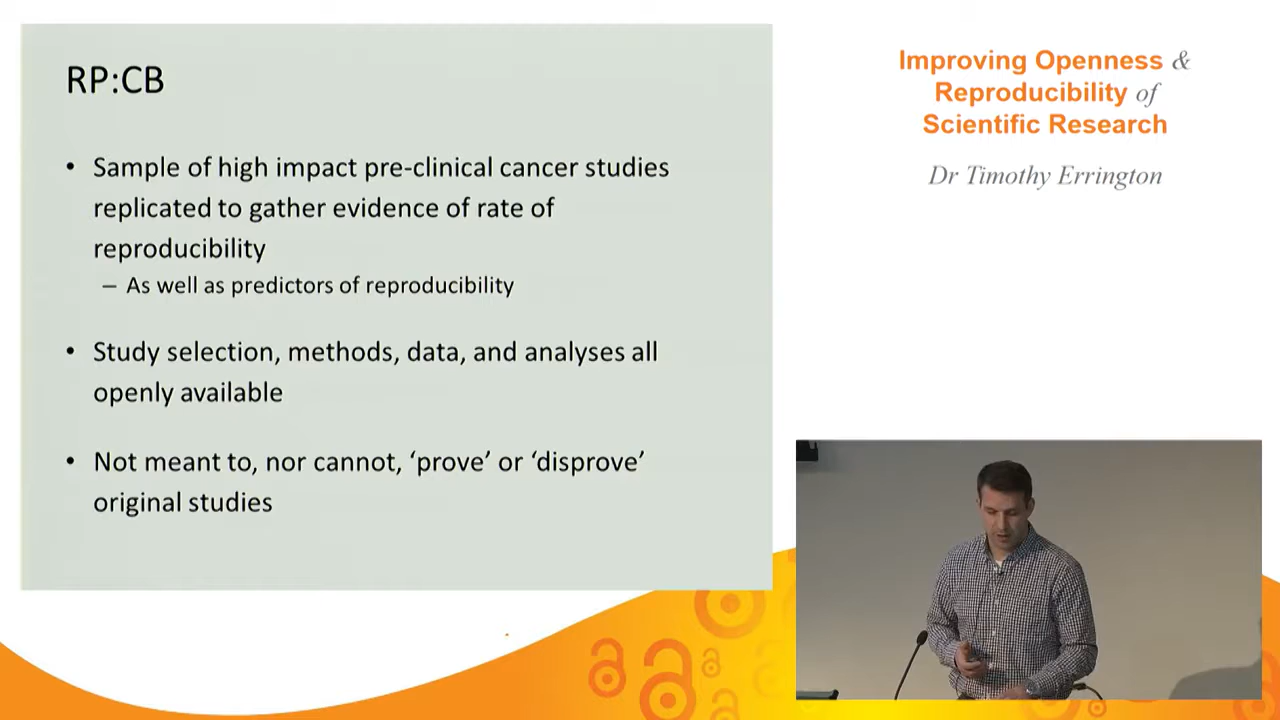 RP:CB
• Sample of high impact pre-clinical cancer studies
replicated to gather evidence of rate of
reproducibility
– As well as predictors of reproducibility
• Study selection, methods, data, and analyses all
openly available
• Not meant to, nor cannot, ‘prove’ or ‘disprove’
original studies
Improving Openness &
Reproducibility of
Scientific Research
Dr Timothy Errington